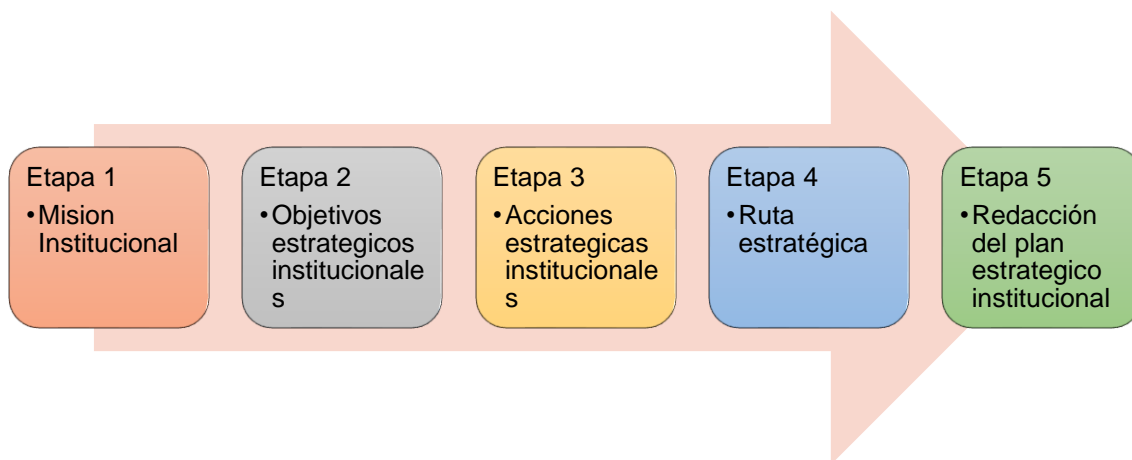 Etapa 1
•Mision
Institucional
Etapa 2
•Objetivos
estrategicos
institucionale
s
Etapa 3
•Acciones
estrategicas
institucionale
s
Etapa 4
•Ruta
estratégica
Etapa 5
•Redacción
del plan
estrategico
institucional